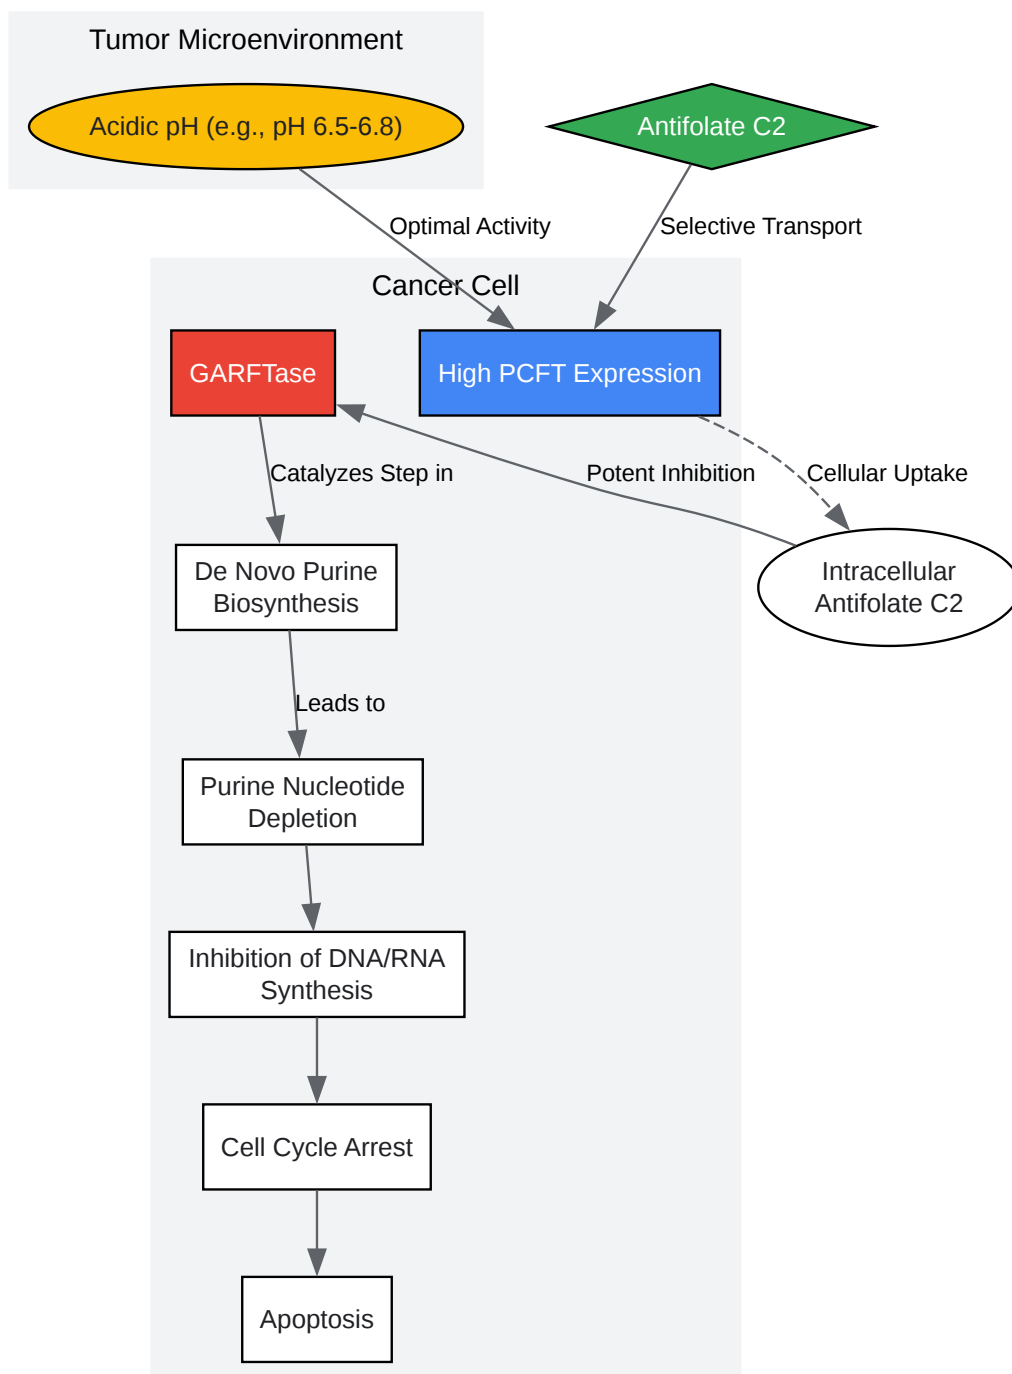 Tumor Microenvironment
Acidic pH (e.g., pH 6.5-6.8)
Antifolate C2
Optimal Activity
Selective Transport
Cancer Cell
GARFTase
High PCFT Expression
Catalyzes Step in
Potent Inhibition
Cellular Uptake
De Novo Purine
Biosynthesis
Intracellular
Antifolate C2
Leads to
Purine Nucleotide
Depletion
Inhibition of DNA/RNA
Synthesis
Cell Cycle Arrest
Apoptosis